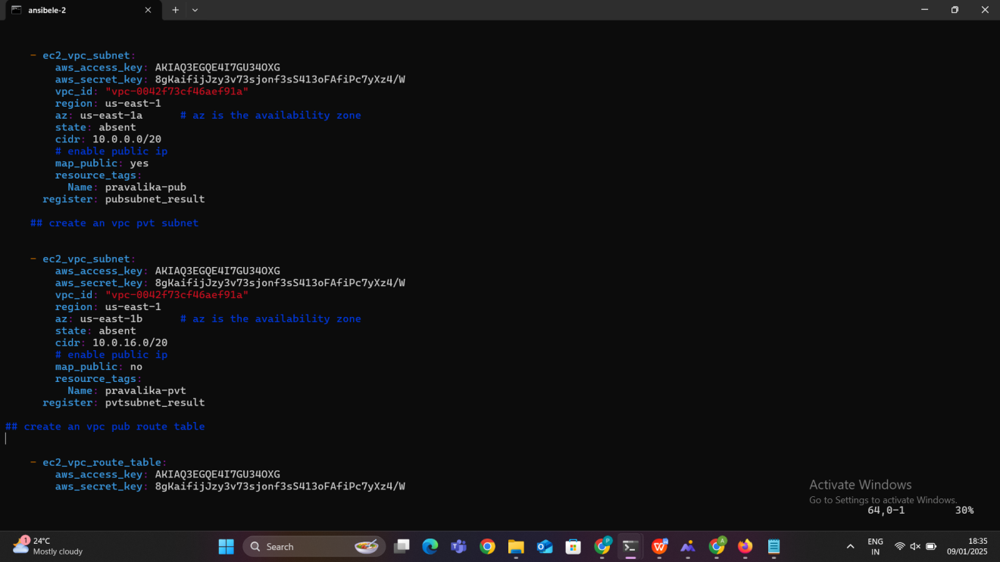 ansibele-2
- ec2_vpc_subnet:
aws_access_key: AKIAQ3EGQE4I7GU34OXG
aws_secret_key: 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
vpc_id: "vpc-0042f73cf46aef91a"
region: us-east-1
az: us-east-1a # az is the availability zone
state: absent
cidr: 10.0.0.0/20
# enable public ip
map_public: yes
resource_tags:
Name: pravalika-pub
register: pubsubnet_result
## create an vpc pvt subnet
- ec2_vpc_subnet:
aws_access_key: AKIAQ3EGQE4I7GU34OXG
aws_secret_key: 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
vpc_id: "vpc-0042f73cf46aef91a"
region: us-east-1
az: us-east-1b # az is the availability zone
state: absent
cidr: 10.0.16.0/20
# enable public ip
map_public: no
resource_tags:
Name: pravalika-pvt
register: pvtsubnet_result
## create an vpc pub route table
- ec2_vpc_route_table:
aws_access_key: AKIAQ3EGQE4I7GU34OXG
aws_secret_key: 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
Activate Windows
Go to Settings to activate Windows.
64,0-1 30%
1
24°C
Mostly cloudy
Search
P
A
ENG
IN
18:35
09/01/2025